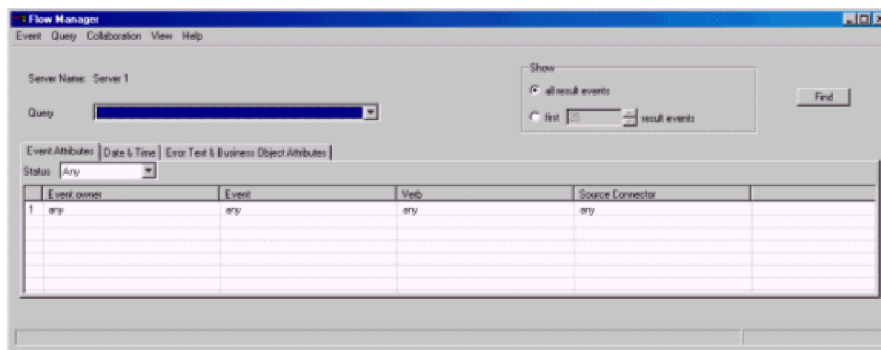 Flow Manager
Event Query Collaboration View Help
Server Name: Server 1
Query
Show
all result events
first 25 result events
Find
Event Attributes Date & Time Error Text & Business Object Attributes
Status Any
Event owner Event Verb Source Connector
1 any any any any